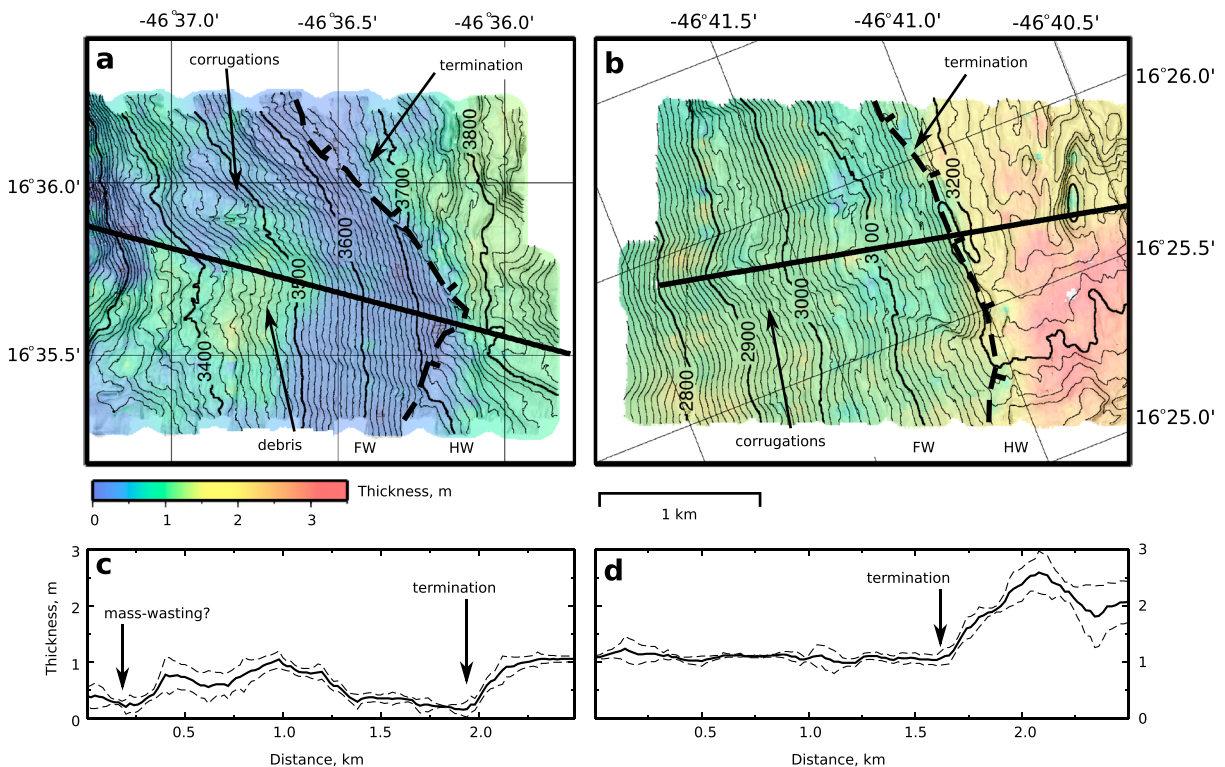 -46°37.0'
-46°36.5'
-46°36.0'
-46°41.5'
-46°41.0'
-46°40.5'
a
corrugations
termination
3800
3700
3600
3500
3400
debris
FW
HW
16°36.0'
16°35.5'
b
termination
3200
3100
3000
2900
2800
corrugations
FW
HW
16°26.0'
16°25.5'
16°25.0'
Thickness, m
0
1
2
3
1 km
c
mass-wasting?
termination
3
2
1
0
Thickness, m
0.5
1.0
1.5
2.0
Distance, km
d
termination
3
2
1
0
0.5
1.0
1.5
2.0
Distance, km